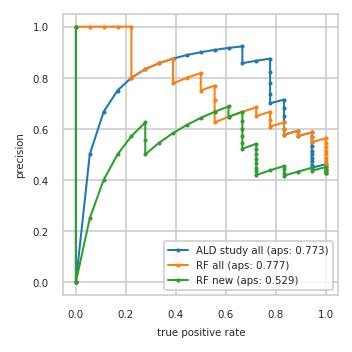 1.0
0.8
0.6
0.4
0.2
0.0
precision
0.0 0.2 0.4 0.6 0.8 1.0
true positive rate
ALD study all (aps: 0.773)
RF all (aps: 0.777)
RF new (aps: 0.529)